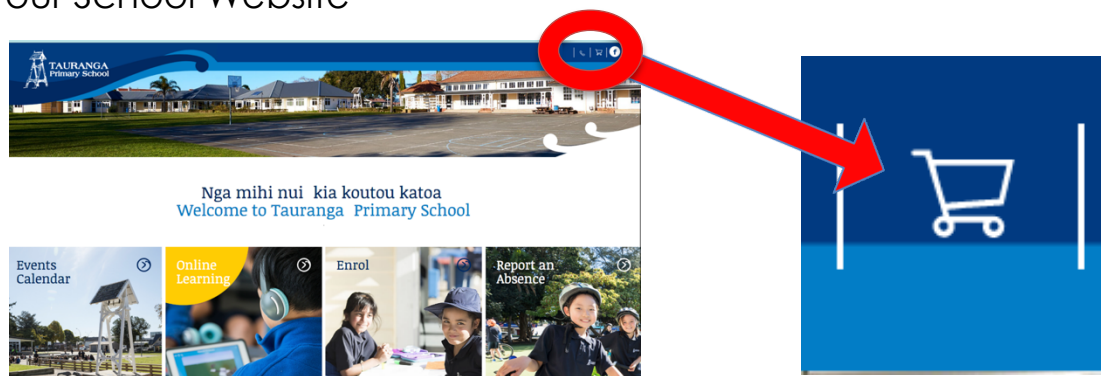 our School Website
TAURANGA
Primary School
f
Nga mihi nui kia koutou katoa
Welcome to Tauranga Primary School
Events
Calendar
Online
Learning
Enrol
Report an
Absence